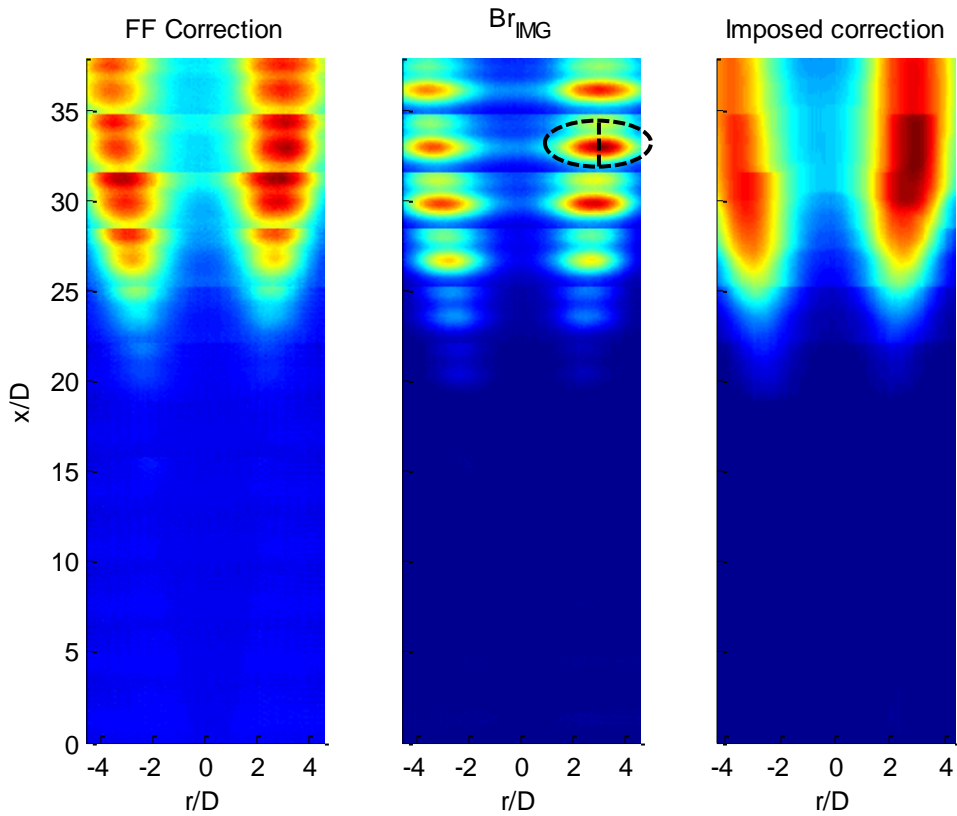 FF Correction
Br_IMG
Imposed correction
x/D
35
30
25
20
15
10
5
0
-4 -2 0 2 4
-4 -2 0 2 4
-4 -2 0 2 4
r/D
r/D
r/D